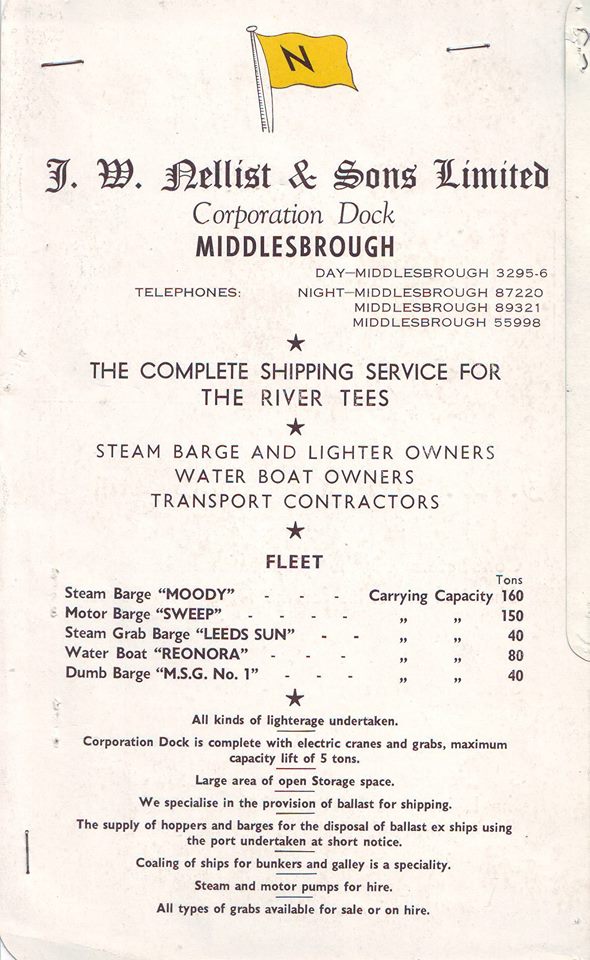 N
J. W. Nellist & Sons Limited
Corporation Dock
MIDDLESBROUGH
DAY—MIDDLESBROUGH 3295-6
TELEPHONES: NIGHT—MIDDLESBROUGH 87220
MIDDLESBROUGH 89321
MIDDLESBROUGH 55998
THE COMPLETE SHIPPING SERVICE FOR
THE RIVER TEES
STEAM BARGE AND LIGHTER OWNERS
WATER BOAT OWNERS
TRANSPORT CONTRACTORS
FLEET
Tons
Steam Barge “MOODY” - - - Carrying Capacity 160
Motor Barge “SWEEP” - - - - „ „ 150
Steam Grab Barge “LEEDS SUN” - - „ „ 40
Water Boat “REONORA” - - - „ „ 80
Dumb Barge “M.S.G. No. 1” - - - „ „ 40
All kinds of lighterage undertaken.
Corporation Dock is complete with electric cranes and grabs, maximum
capacity lift of 5 tons.
Large area of open Storage space.
We specialise in the provision of ballast for shipping.
The supply of hoppers and barges for the disposal of ballast ex ships using
the port undertaken at short notice.
Coaling of ships for bunkers and galley is a speciality.
Steam and motor pumps for hire.
All types of grabs available for sale or on hire.